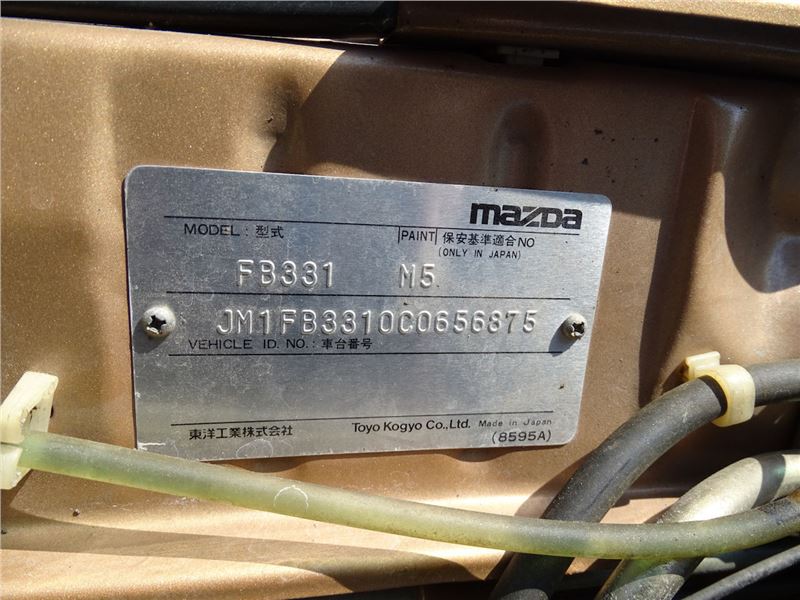 mazDa
MODEL : 型式 PAINT 保安基準適合NO
(ONLY IN JAPAN)
FB331 M5
JM1FB3310C0656875
VEHICLE ID. NO. : 車台番号
東洋工業株式会社 Toyo Kogyo Co.,Ltd. Made in Japan
(8595A)